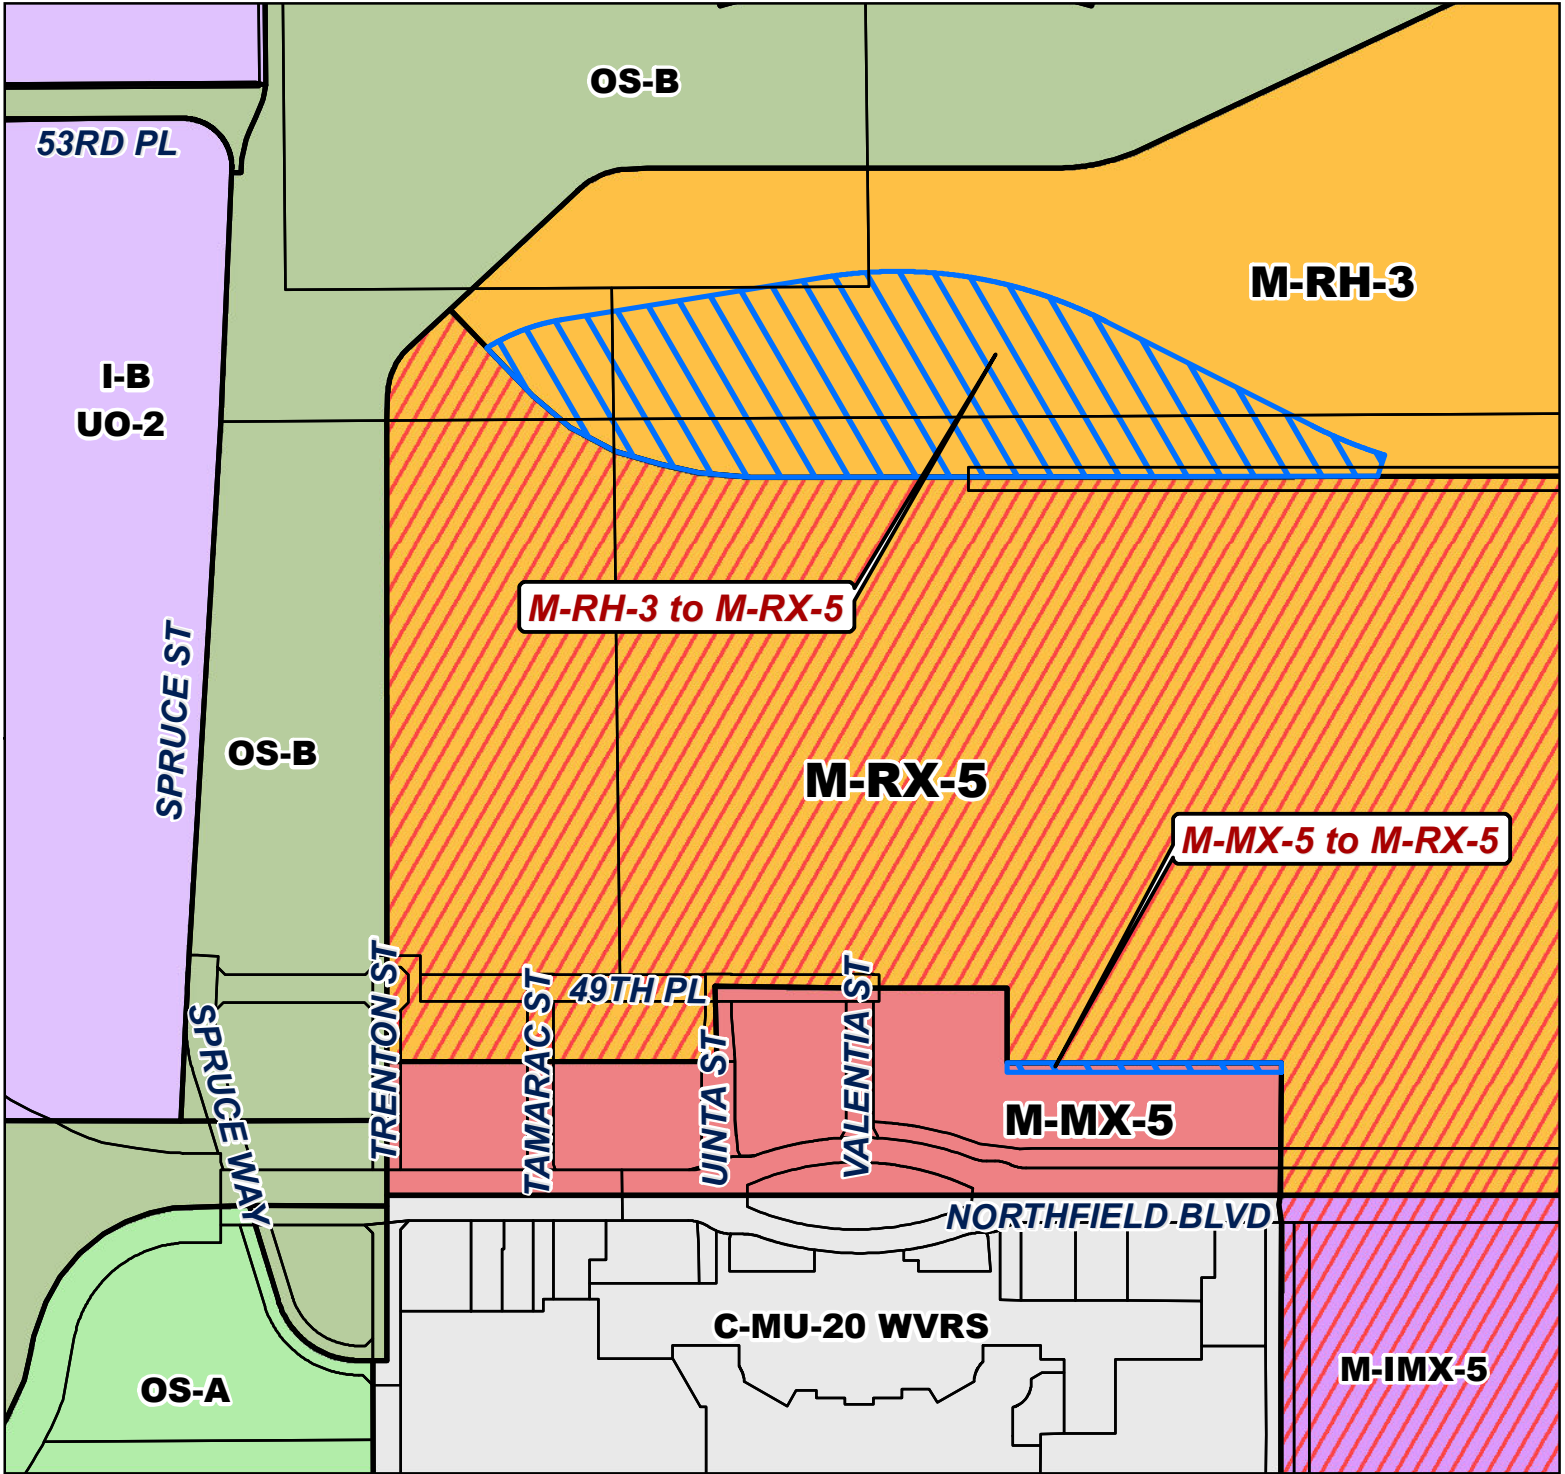 OS-B
53RD PL
M-RH-3
I-B
UO-2
M-RH-3 to M-RX-5
SPRUCE ST
OS-B
M-RX-5
M-MX-5 to M-RX-5
49TH PL
TRENTON ST
TAMARAC ST
UINTA ST
VALENTIA ST
SPRUCE WAY
M-MX-5
NORTHFIELD BLVD
C-MU-20 WVRS
OS-A
M-IMX-5